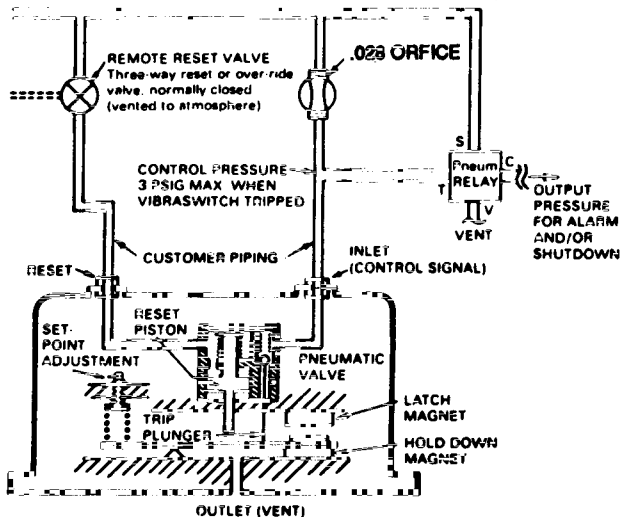 REMOTE RESET VALVE
Three-way reset or over-ride
valve, normally closed
(vented to atmosphere)
.028 ORFICE
CONTROL PRESSURE
3 PSIG MAX WHEN
VIBRASWITCH TRIPPED
S
Pneum
RELAY
C
T
V
VENT
OUTPUT
PRESSURE
FOR ALARM
AND/OR
SHUTDOWN
CUSTOMER PIPING
RESET
INLET
(CONTROL SIGNAL)
RESET
PISTON
SET-
POINT
ADJUSTMENT
PNEUMATIC
VALVE
LATCH
MAGNET
TRIP
PLUNGER
HOLD DOWN
MAGNET
OUTLET (VENT)